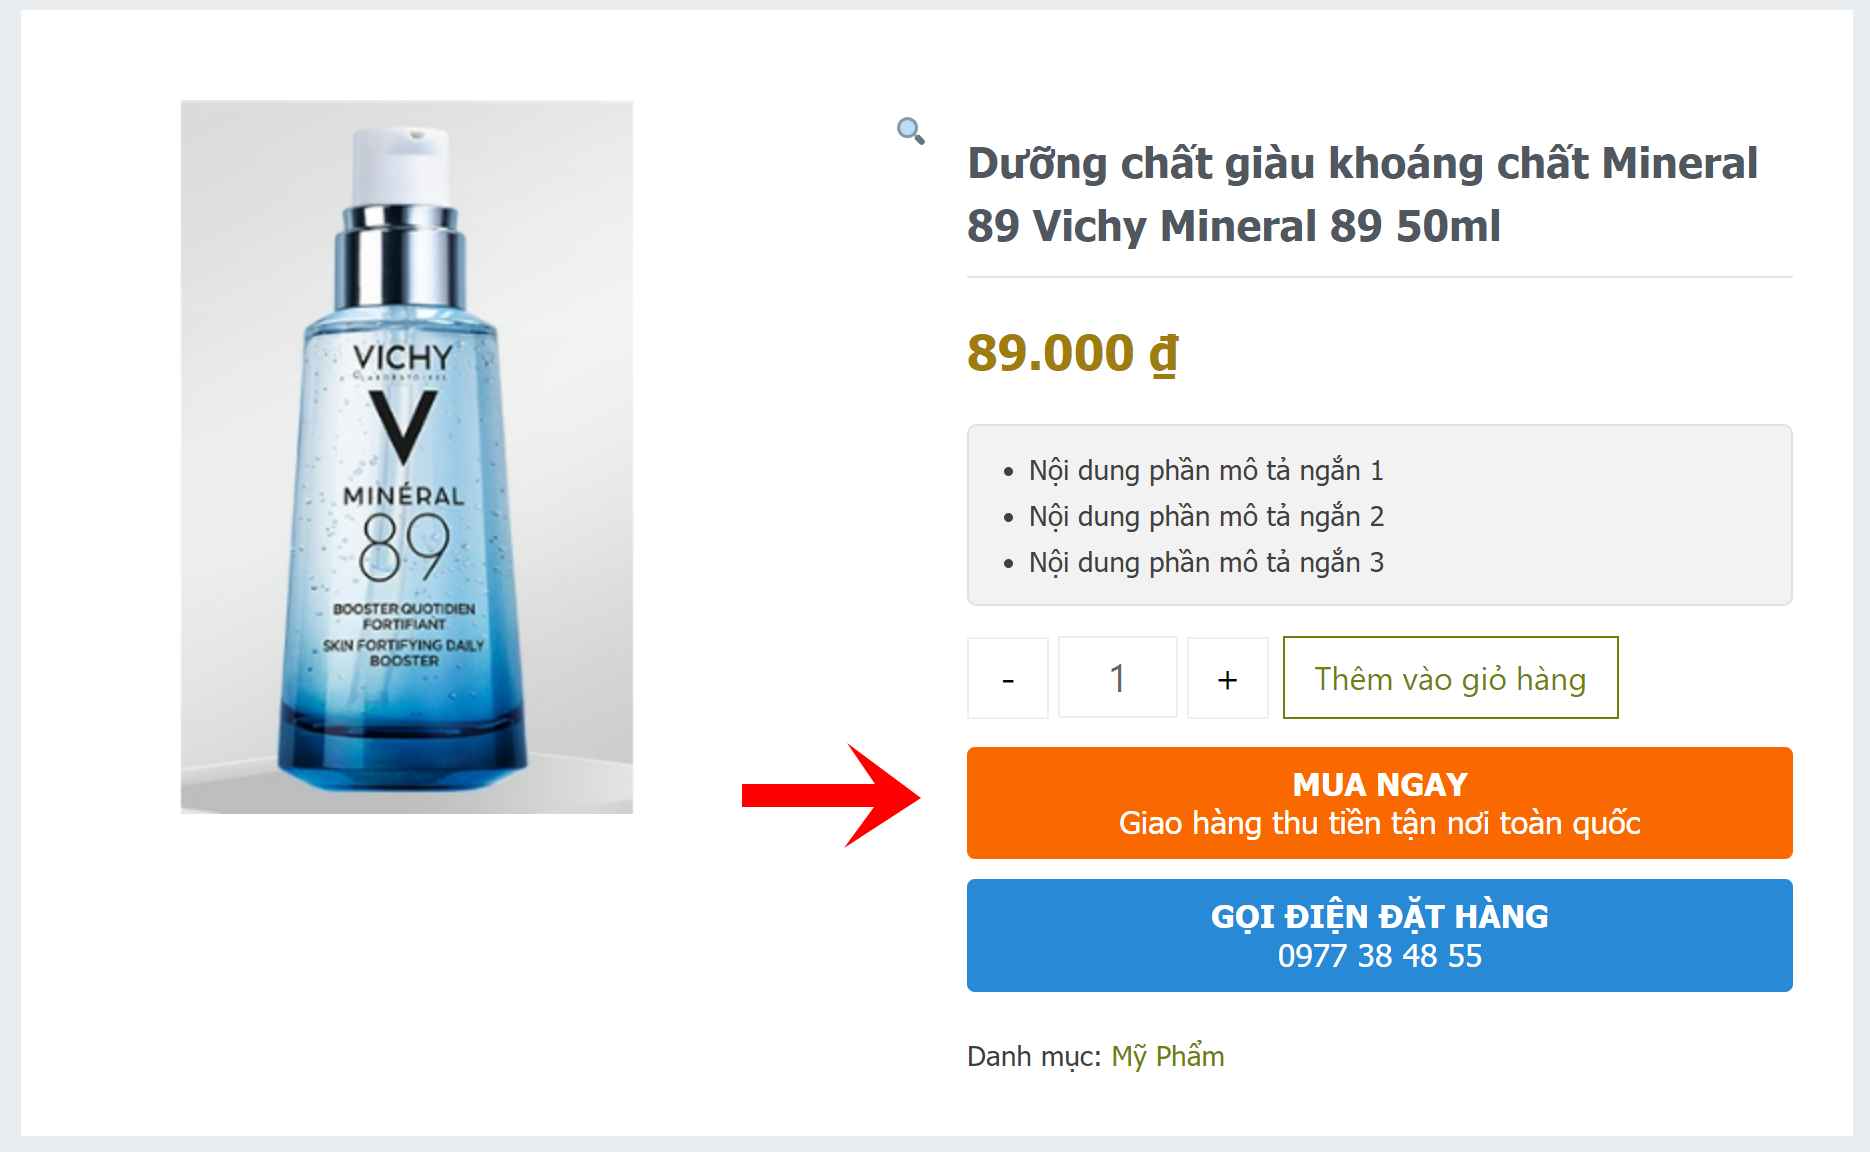 VICHY
LABORATOIRES
V
MINÉRAL
89
BOOSTER QUOTIDIEN
FORTIFIANT
SKIN FORTIFYING DAILY
BOOSTER
Dưỡng chất giàu khoáng chất Mineral
89 Vichy Mineral 89 50ml
89.000 ₫
• Nội dung phần mô tả ngắn 1
• Nội dung phần mô tả ngắn 2
• Nội dung phần mô tả ngắn 3
- 1 + Thêm vào giỏ hàng
MUA NGAY
Giao hàng thu tiền tận nơi toàn quốc
GỌI ĐIỆN ĐẶT HÀNG
0977 38 48 55
Danh mục: Mỹ Phẩm